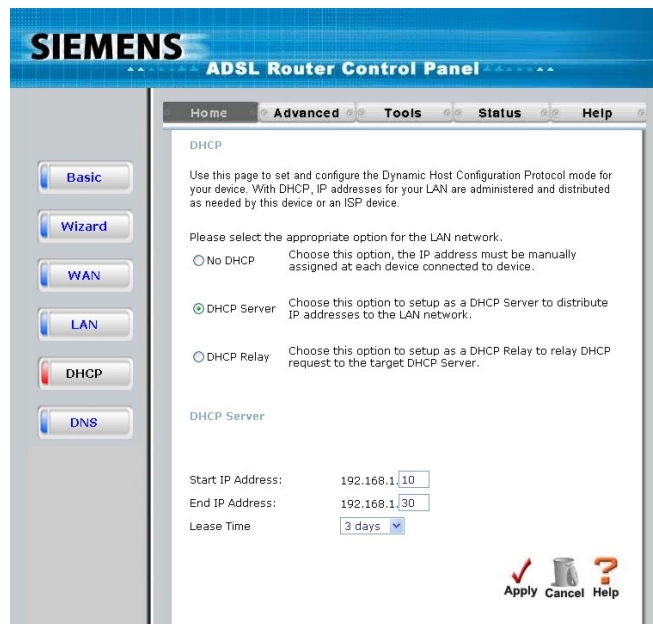 SIEMENS
ADSL Router Control Panel
Home Advanced Tools Status Help
Basic
Wizard
WAN
LAN
DHCP
DNS
DHCP
Use this page to set and configure the Dynamic Host Configuration Protocol mode for
your device. With DHCP, IP addresses for your LAN are administered and distributed
as needed by this device or an ISP device.
Please select the appropriate option for the LAN network.
No DHCP Choose this option, the IP address must be manually
assigned at each device connected to device.
DHCP Server Choose this option to setup as a DHCP Server to distribute
IP addresses to the LAN network.
DHCP Relay Choose this option to setup as a DHCP Relay to relay DHCP
request to the target DHCP Server.
DHCP Server
Start IP Address: 192.168.1.10
End IP Address: 192.168.1.30
Lease Time 3 days
Apply Cancel Help